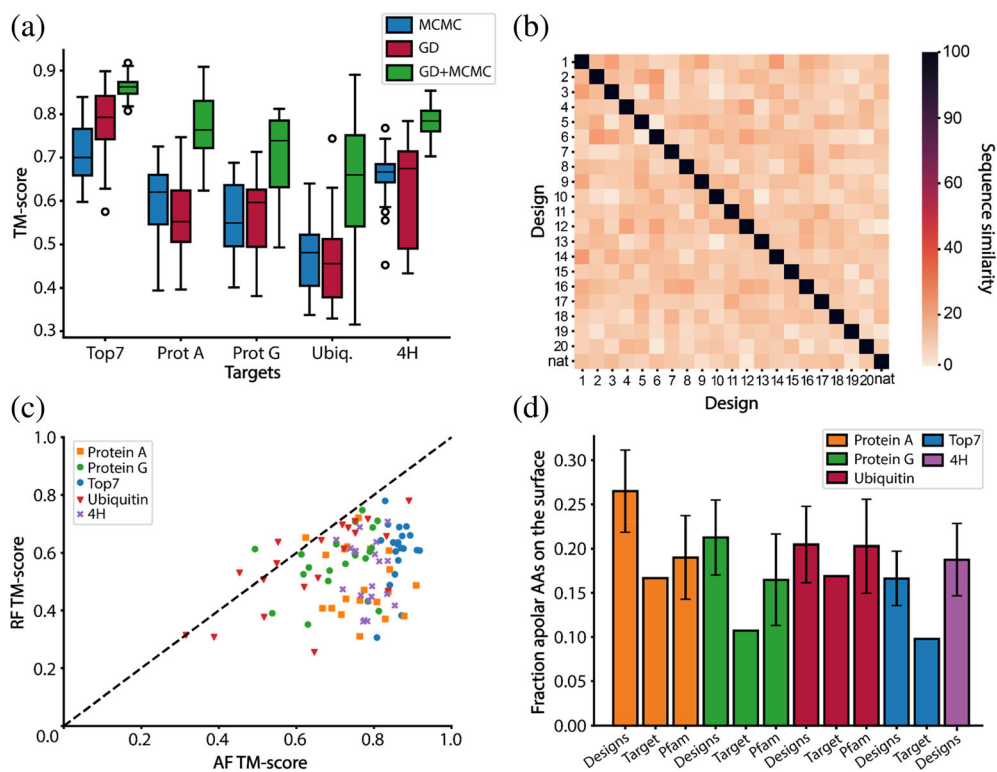 (a)
MCMC
GD
GD+MCMC
0.9
0.8
0.7
0.6
0.5
0.4
0.3
TM-score
Top7 Prot A Prot G Ubiq. 4H
Targets
(b)
1
2
3
4
5
6
7
8
9
10
11
12
13
14
15
16
17
18
19
20
nat
Design
1 2 3 4 5 6 7 8 9 10 11 12 13 14 15 16 17 18 19 20 nat
Design
100
80
60
40
20
0
Sequence similarity
(c)
Protein A
Protein G
Top7
Ubiquitin
4H
1.0
0.8
0.6
0.4
0.2
0.0
RF TM-score
0.2 0.4 0.6 0.8 1.0
AF TM-score
(d)
Protein A
Protein G
Ubiquitin
Top7
4H
0.30
0.25
0.20
0.15
0.10
0.05
0.00
Fraction apolar AAs on the surface
Designs Target Pfam Designs Target Pfam Designs Target Pfam Designs Target Designs